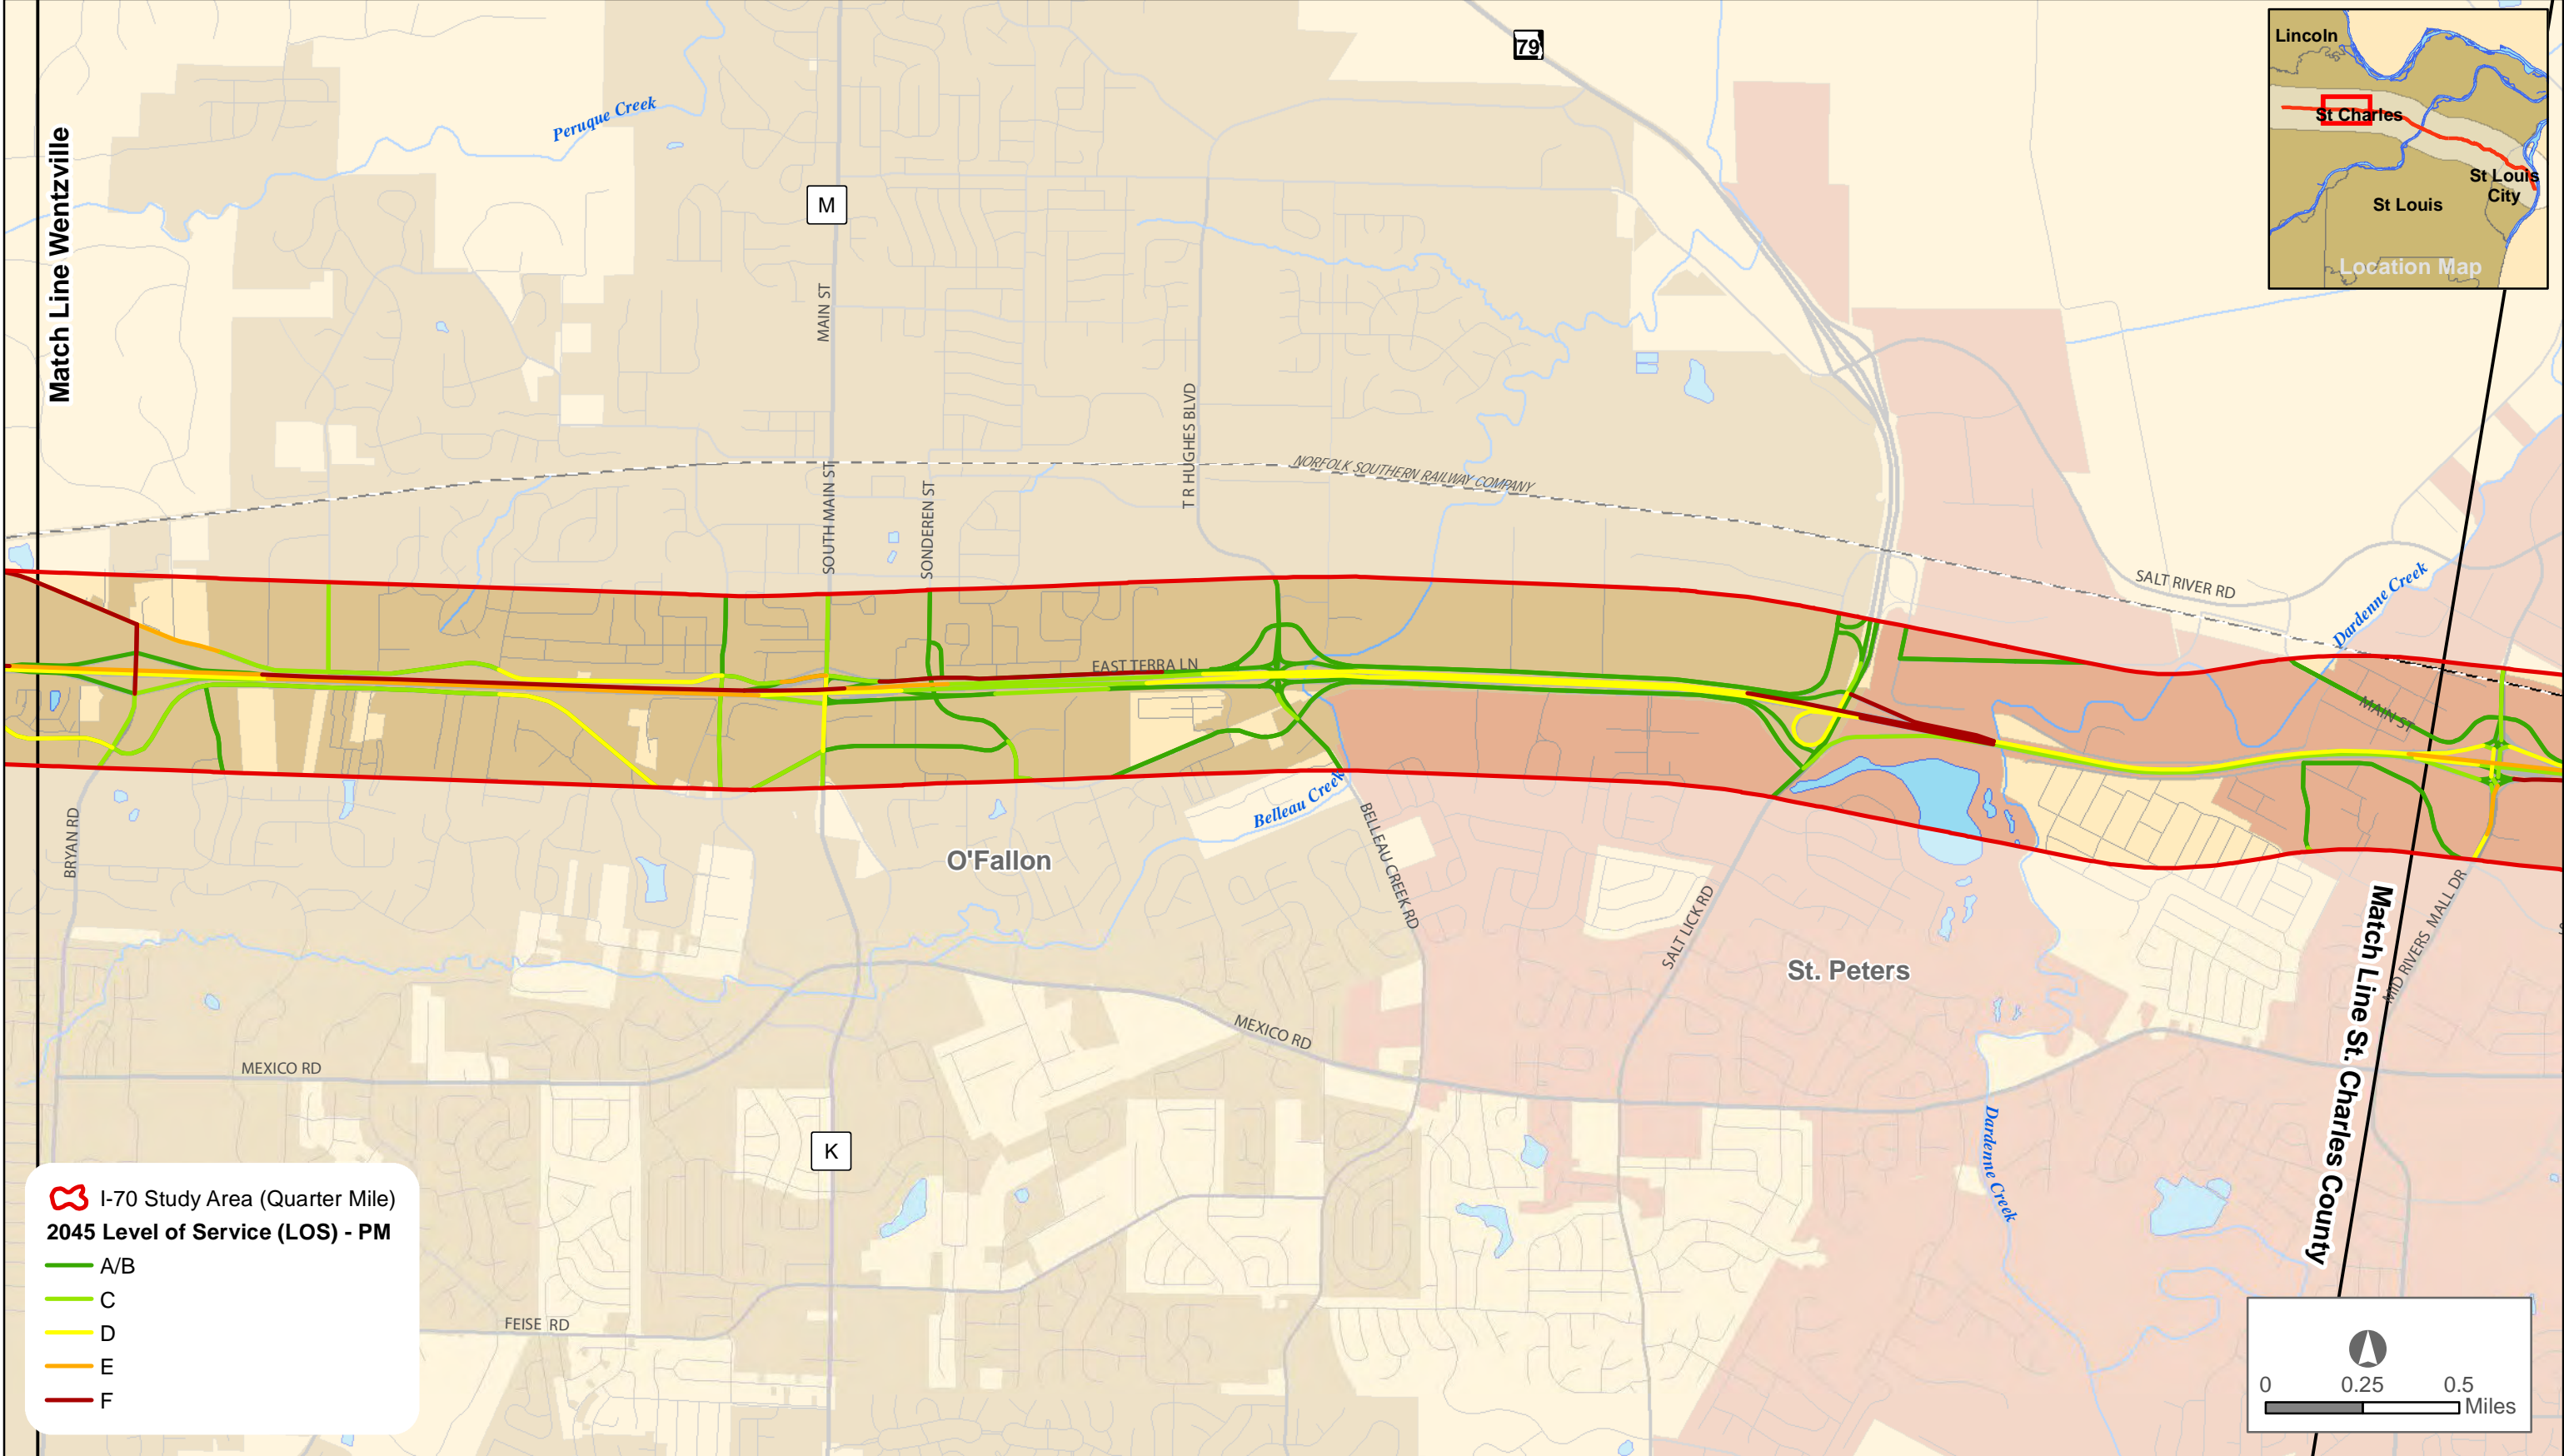 79
Lincoln
St Charles
St Louis
City
St Louis
Location Map
Match Line Wentzville
Peruque Creek
M
MAIN ST
T R HUGHES BLVD
NORFOLK SOUTHERN RAILWAY COMPANY
SOUTH MAIN ST
SONDEREN ST
SALT RIVER RD
Dardenne Creek
EAST TERRA LN
MAIN ST
Belleau Creek
BRYAN RD
O'Fallon
BELLEAU CREEK RD
SALT LICK RD
St. Peters
MID RIVERS MALL DR
Match Line St. Charles County
MEXICO RD
MEXICO RD
K
Dardenne Creek
FEISE RD
I-70 Study Area (Quarter Mile)
2045 Level of Service (LOS) - PM
A/B
C
D
E
F
0 0.25 0.5
Miles